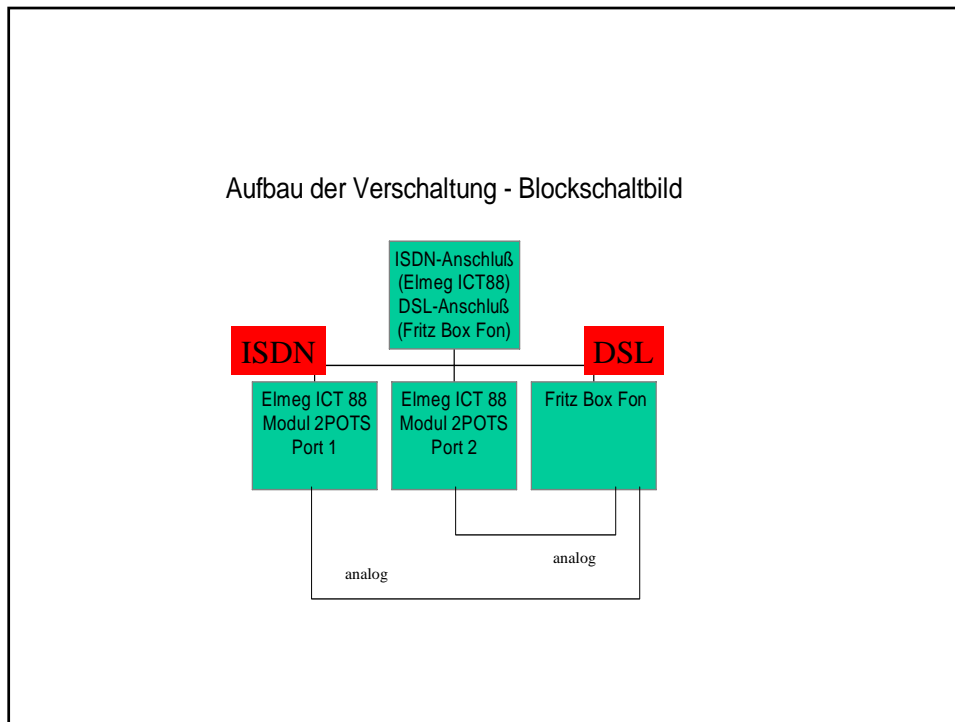 Aufbau der Verschaltung - Blockschaltbild
ISDN-Anschluß
(Elmeg ICT88)
DSL-Anschluß
(Fritz Box Fon)
ISDN
DSL
Elmeg ICT 88
Modul 2POTS
Port 1
Elmeg ICT 88
Modul 2POTS
Port 2
Fritz Box Fon
analog
analog